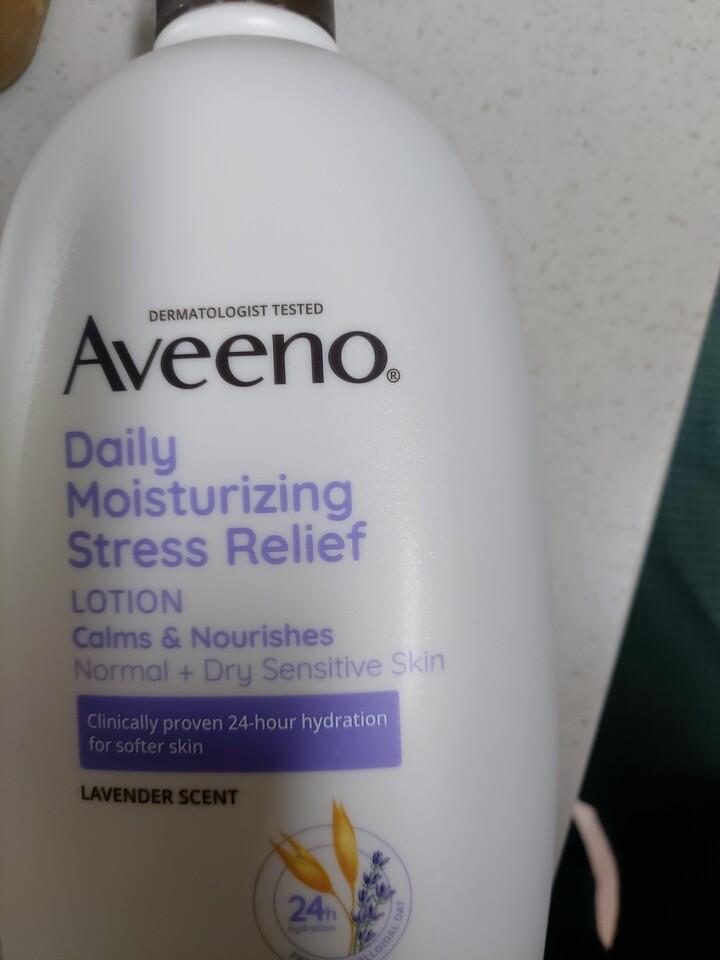 DERMATOLOGIST TESTED
Aveeno®
Daily
Moisturizing
Stress Relief
LOTION
Calms & Nourishes
Normal + Dry Sensitive Skin
Clinically proven 24-hour hydration
for softer skin
LAVENDER SCENT
24h
hydration
OAT